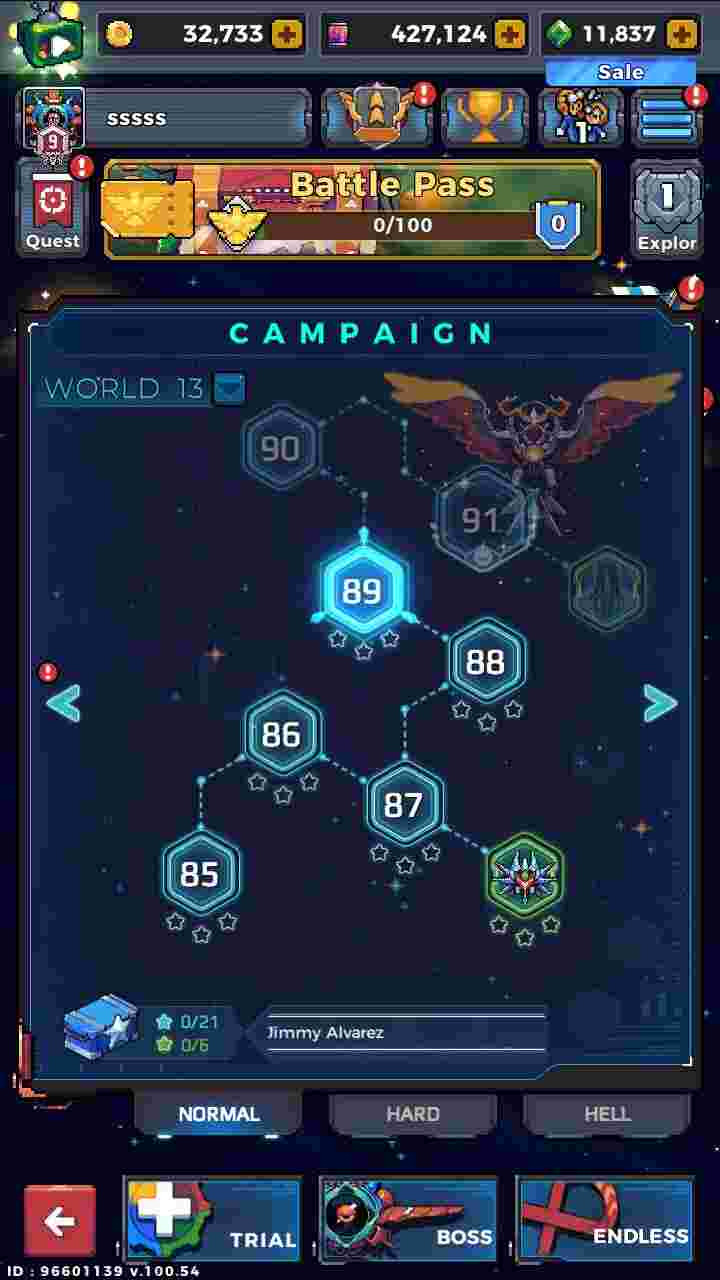 32,733
427,124
11,837
Sale
9
sssss
1
Quest
Battle Pass
0/100
0
1
Explor
CAMPAIGN
WORLD 13
90
91
89
88
86
87
85
0/21
0/6
Jimmy Alvarez
NORMAL
HARD
HELL
TRIAL
BOSS
ENDLESS
ID : 96601139 v.100.54